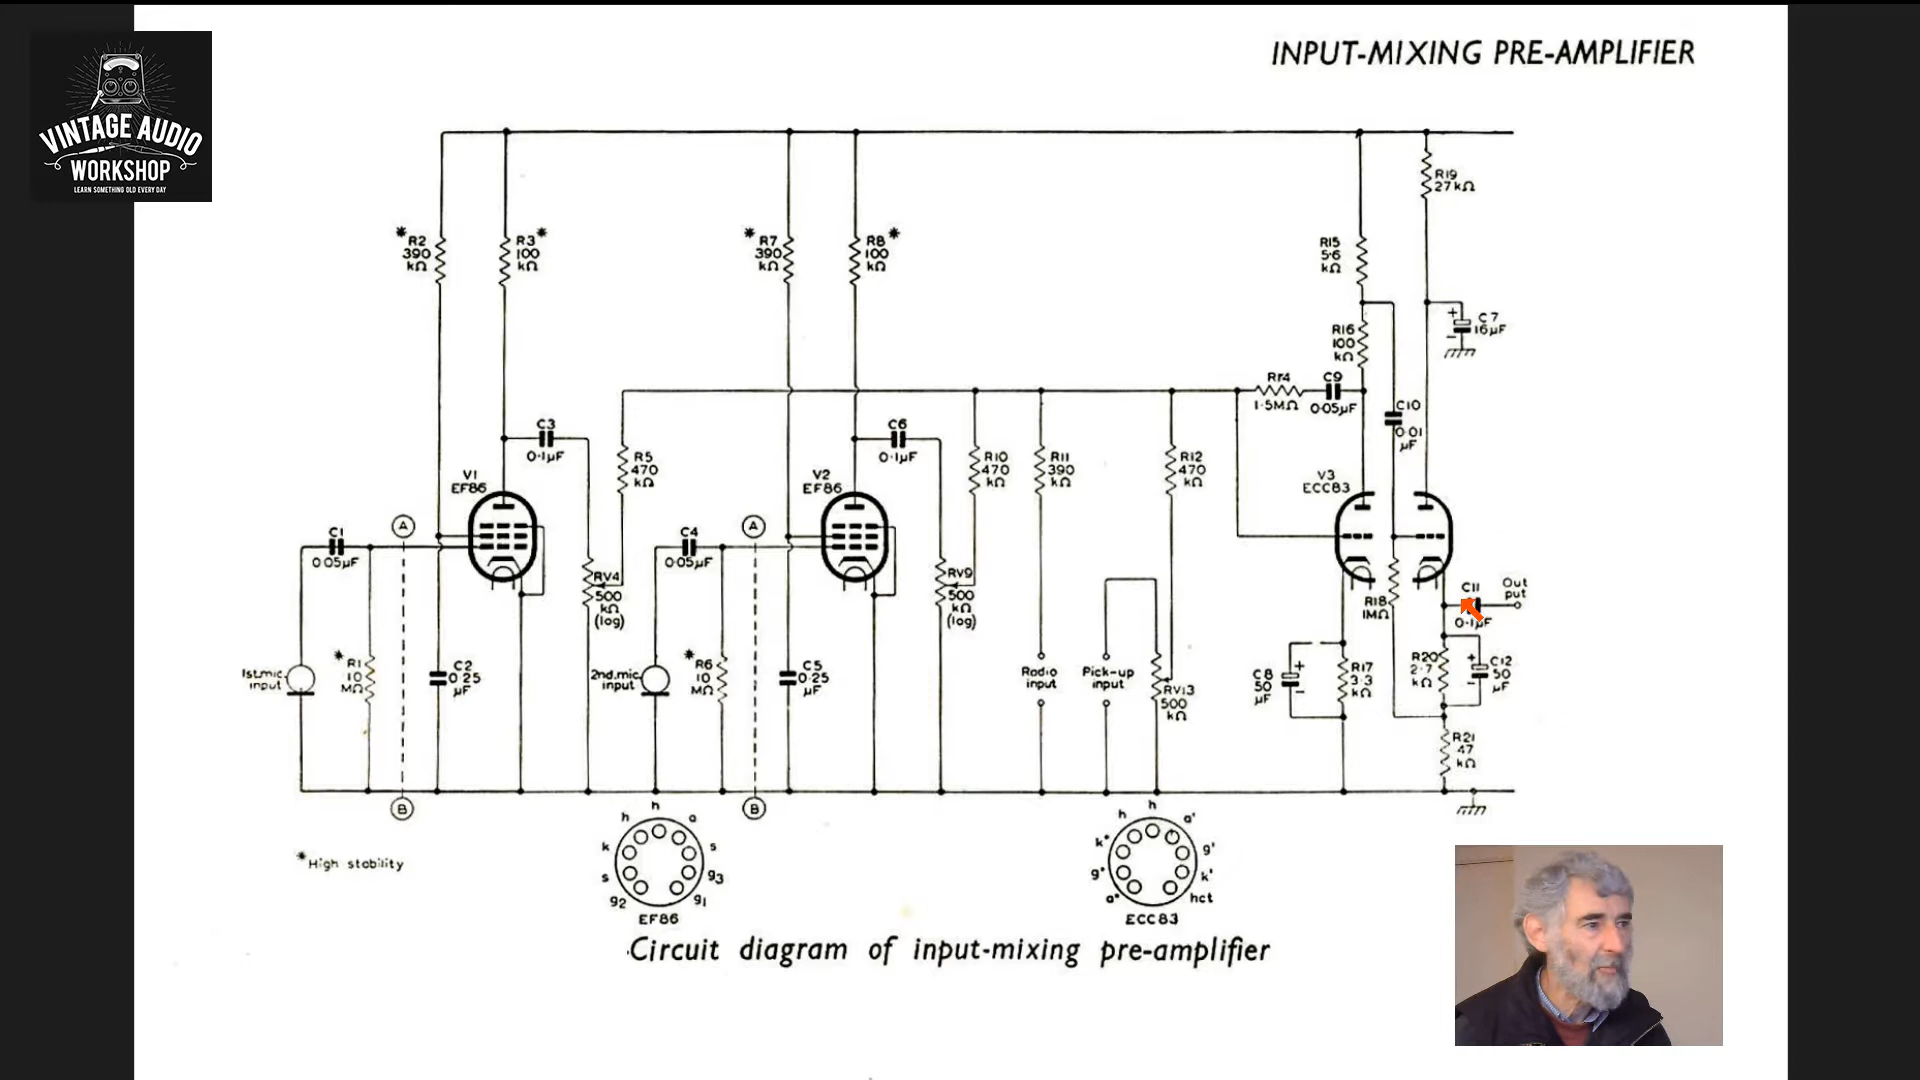 INPUT-MIXING PRE-AMPLIFIER
VINTAGE AUDIO
WORKSHOP
LEARN SOMETHING OLD EVERY DAY
R19
27kΩ
*
R2
390
kΩ
R3 *
100
kΩ
*
R7
390
kΩ
R8 *
100
kΩ
R15
5·6
kΩ
+
C7
16µF
-
R16
100
kΩ
R14
1·5MΩ
C9
0·05µF
C10
0·01
µF
C3
0·1µF
C6
0·1µF
R5
470
kΩ
R10
470
kΩ
R11
390
kΩ
R12
470
kΩ
V1
EF86
V2
EF86
V3
ECC83
A
A
C1
0·05µF
C4
0·05µF
RV4
500
kΩ
(log)
RV9
500
kΩ
(log)
R18
1MΩ
C11
0·1µF
Out
put
1st.mic.
input
*
R1
10
MΩ
C2
0·25
µF
2nd.mic.
input
*
R6
10
MΩ
C5
0·25
µF
Radio
input
Pick-up
input
RV13
500
kΩ
C8
50
µF
+
-
R17
3·3
kΩ
R20
2·7
kΩ
+
C12
50
µF
-
R21
47
kΩ
B
B
h
h
a
k
s
s
g3
g2
g1
EF86
h
h
a'
k"
g'
g"
k'
a"
hct
ECC83
*High stability
Circuit diagram of input-mixing pre-amplifier